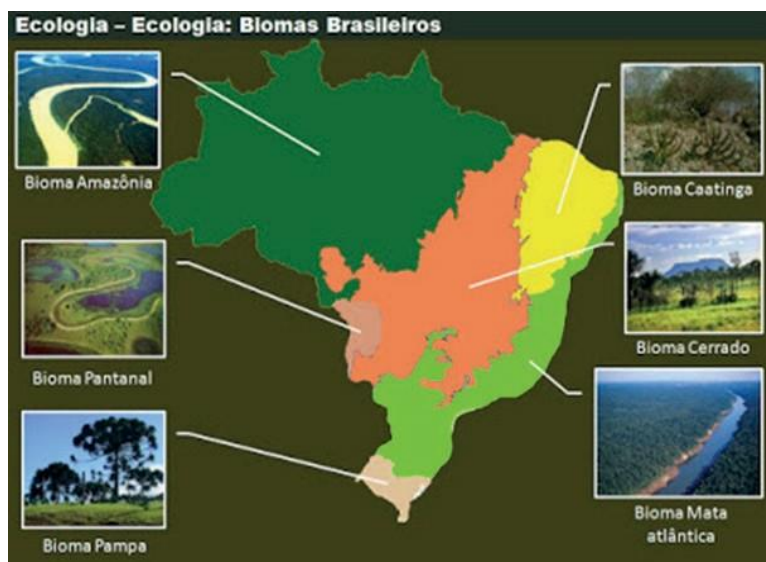 Ecologia – Ecologia: Biomas Brasileiros
Bioma Amazônia
Bioma Caatinga
Bioma Pantanal
Bioma Cerrado
Bioma Pampa
Bioma Mata
atlântica